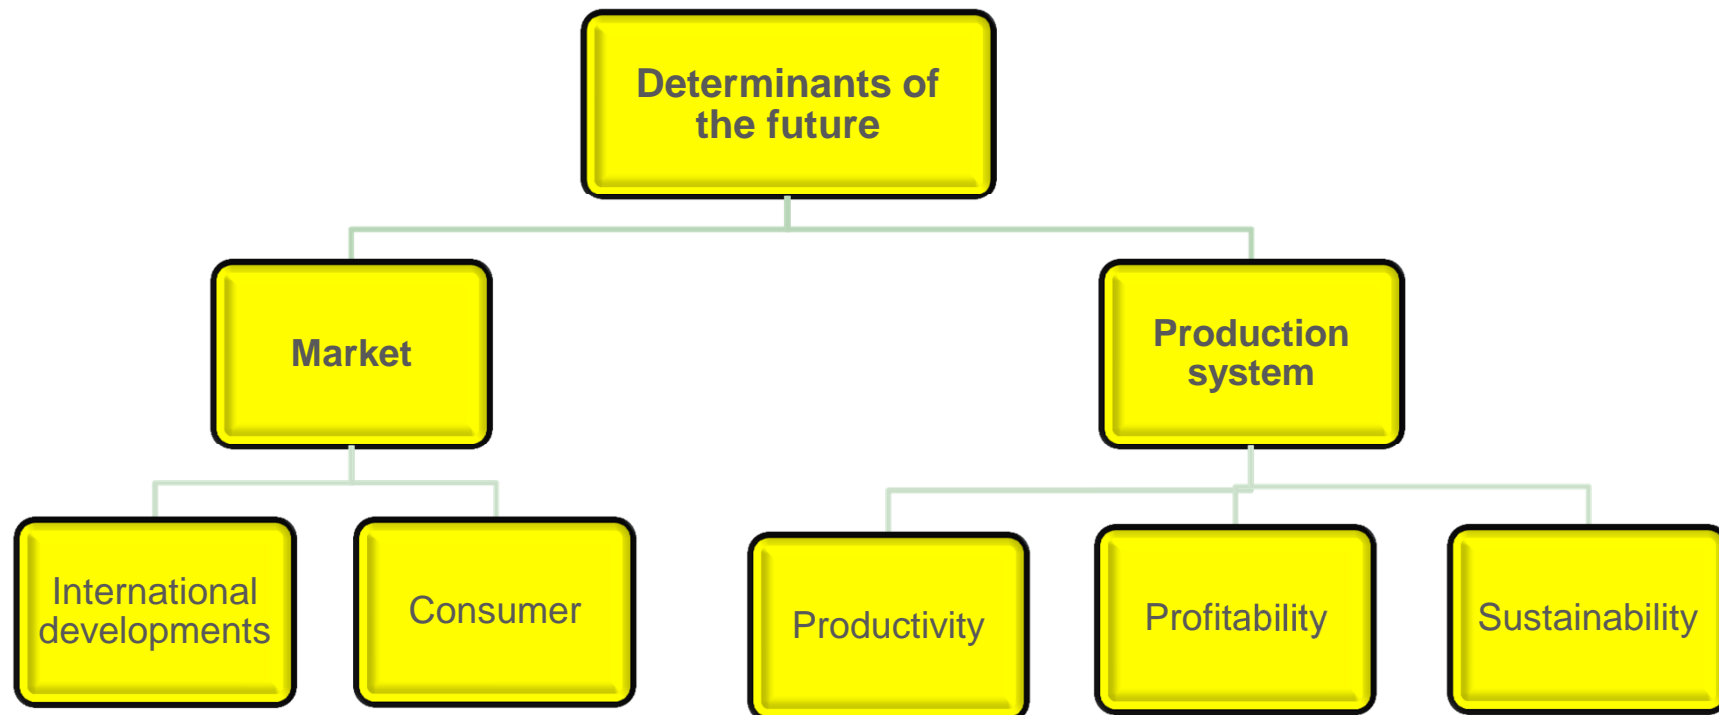 Determinants of
the future
Market
Production
system
International
developments
Consumer
Productivity
Profitability
Sustainability